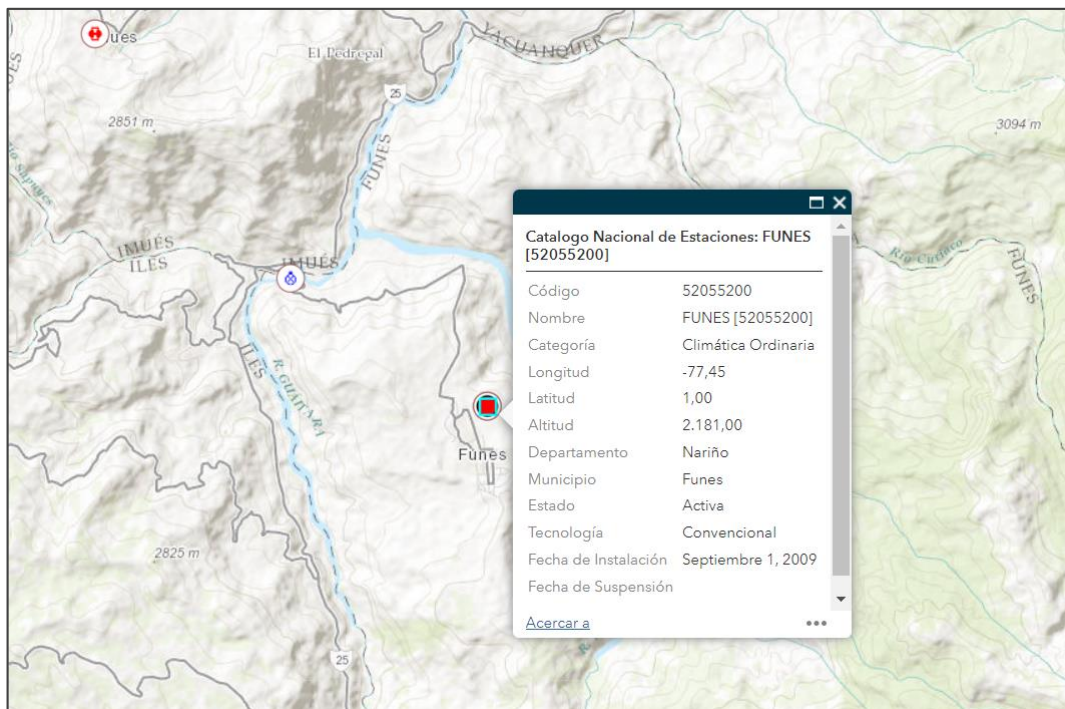 ues
El Pedregal
YACUANQUER
25
2851 m
3094 m
FUNES
Río Sapuyes
IMUÉS
ILES
IMUÉS
ILES
R. GUAITARA
Funes
2825 m
25
FUNES
Catalogo Nacional de Estaciones: FUNES
[52055200]
Código 52055200
Nombre FUNES [52055200]
Categoría Climática Ordinaria
Longitud -77,45
Latitud 1,00
Altitud 2.181,00
Departamento Nariño
Municipio Funes
Estado Activa
Tecnología Convencional
Fecha de Instalación Septiembre 1, 2009
Fecha de Suspensión
Acercar a